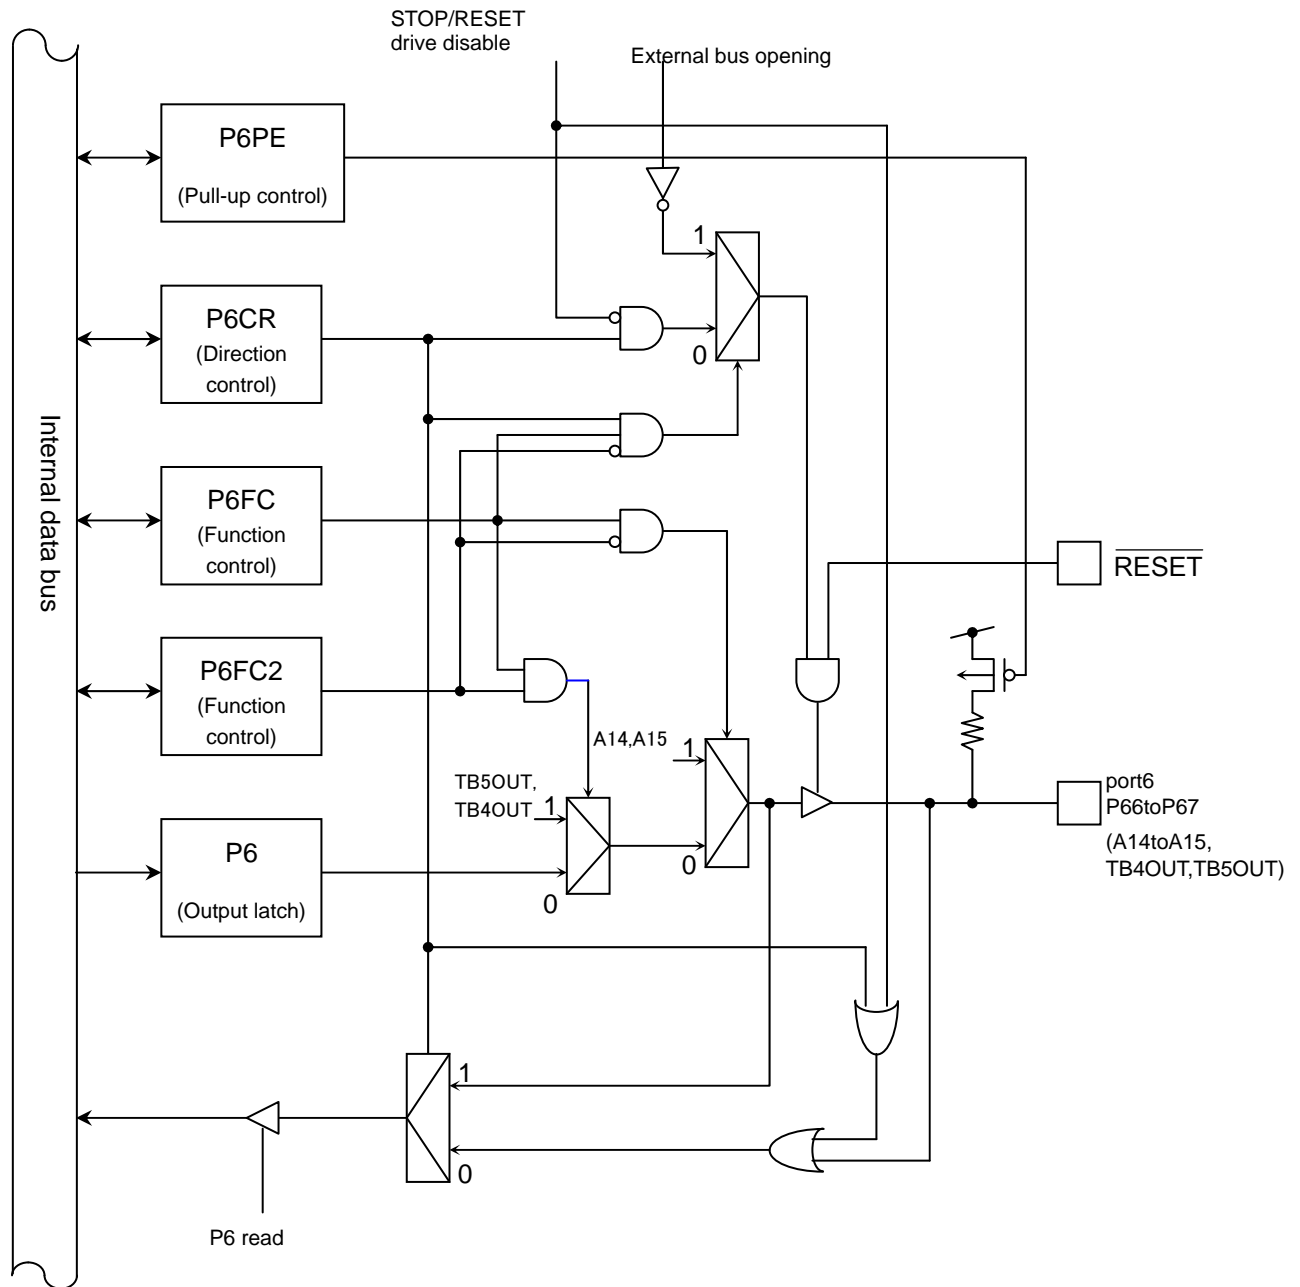 STOP/RESET
drive disable
External bus opening
P6PE
(Pull-up control)
1
P6CR
(Direction
control)
0
Internal data bus
P6FC
(Function
control)
RESET
P6FC2
(Function
control)
A14,A15
1
TB5OUT,
TB4OUT
1
port6
P66toP67
(A14toA15,
TB4OUT,TB5OUT)
P6
(Output latch)
0
0
1
0
P6 read